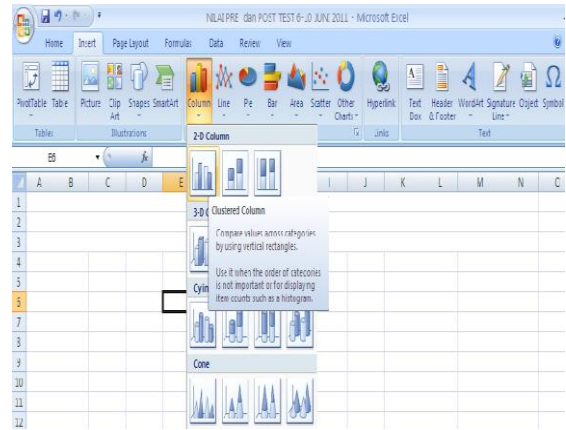 NILAI PRE dan POST TEST 6-10 JUNI 2011 - Microsoft Excel
Home Insert Page Layout Formulas Data Review View
PivotTable Table Picture Clip Art Shapes SmartArt Column Line Pie Bar Area Scatter Other Charts Hyperlink Text Box Header & Footer WordArt Signature Line Object Symbol
Tables Illustrations Links Text
E6 fx
2-D Column
A B C D E I J K L M N O
1
2
3
4
5
6
7
8
9
10
11
12
3-D C
Clustered Column
Compare values across categories
by using vertical rectangles.
Use it when the order of categories
is not important or for displaying
item counts such as a histogram.
Cylin
Cone